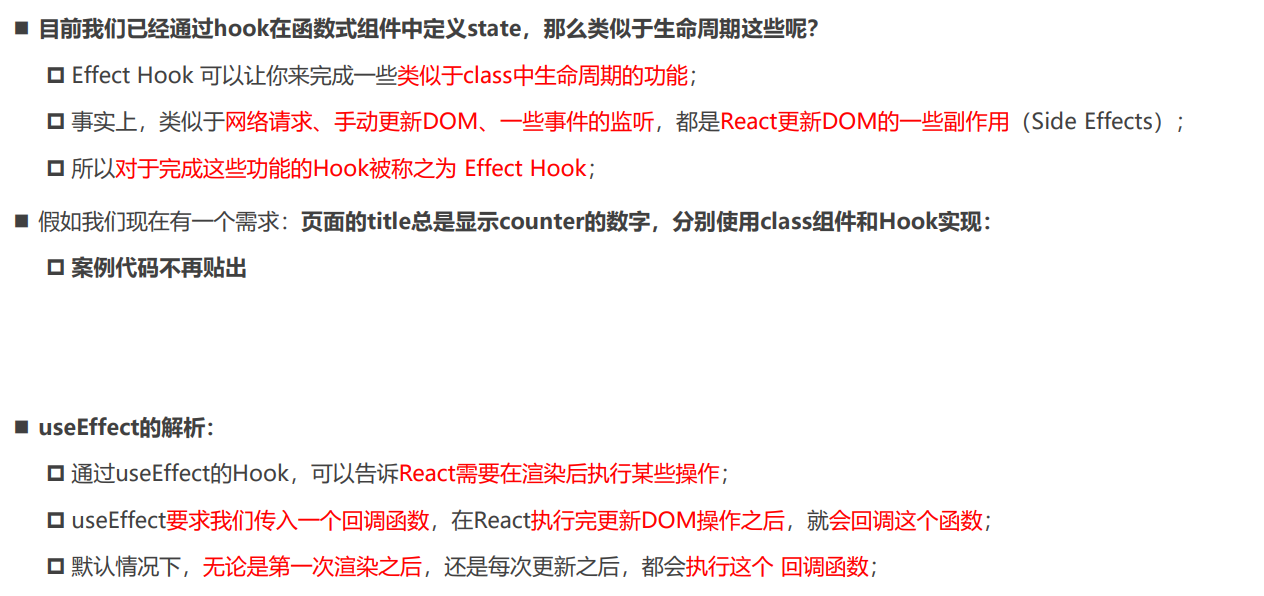 目前我们已经通过hook在函数式组件中定义state，那么类似于生命周期这些呢？
Effect Hook 可以让你来完成一些类似于class中生命周期的功能；
事实上，类似于网络请求、手动更新DOM、一些事件的监听，都是React更新DOM的一些副作用（Side Effects）；
所以对于完成这些功能的Hook被称之为 Effect Hook；
假如我们现在有一个需求：页面的title总是显示counter的数字，分别使用class组件和Hook实现：
案例代码不再贴出
useEffect的解析：
通过useEffect的Hook，可以告诉React需要在渲染后执行某些操作；
useEffect要求我们传入一个回调函数，在React执行完更新DOM操作之后，就会回调这个函数；
默认情况下，无论是第一次渲染之后，还是每次更新之后，都会执行这个 回调函数；